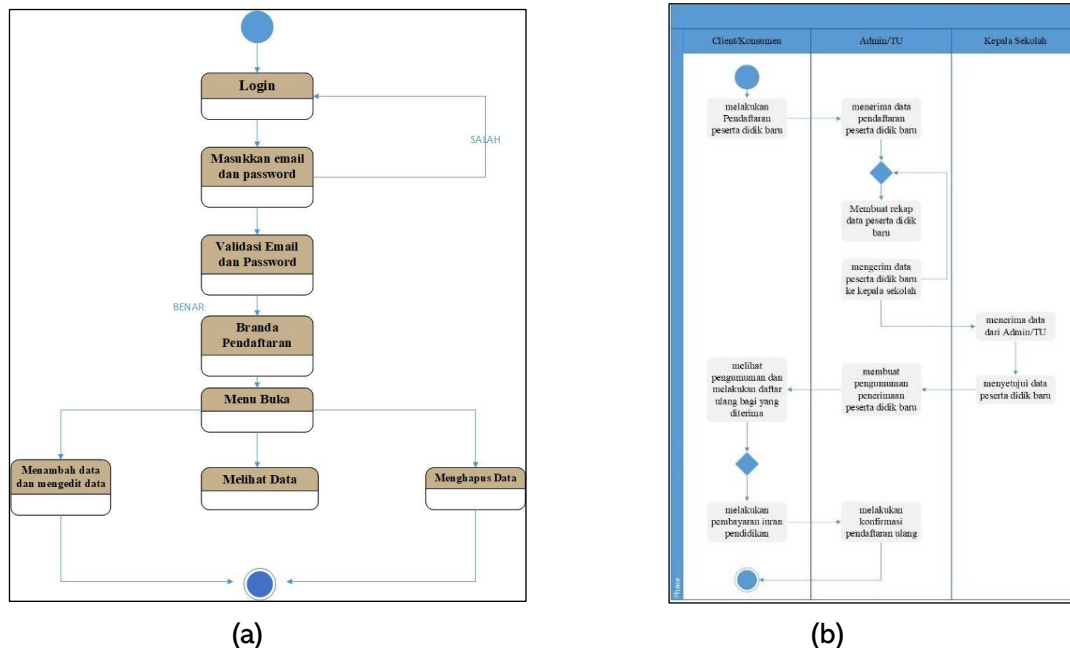 Login
SALAH
Masukkan email
dan password
Validasi Email
dan Password
BENAR
Branda
Pendaftaran
Menu Buka
Menambah data
dan mengedit data
Melihat Data
Menghapus Data
(a)
Client/Konsumen
Admin/TU
Kepala Sekolah
melakukan
Pendaftaran
peserta didik baru
menerima data
pendaftaran
peserta didik baru
Membuat rekap
data peserta didik
baru
mengerim data
peserta didik baru
ke kepala sekolah
menerima data
dari Admin/TU
melihat
pengumuman dan
melakukan daftar
ulang bagi yang
diterima
membuat
pengumuman
penerimaan
peserta didik baru
menyetujui data
peserta didik baru
melakukan
pembayaran iuran
pendidikan
melakukan
konfirmasi
pendaftaran ulang
Phase
(b)